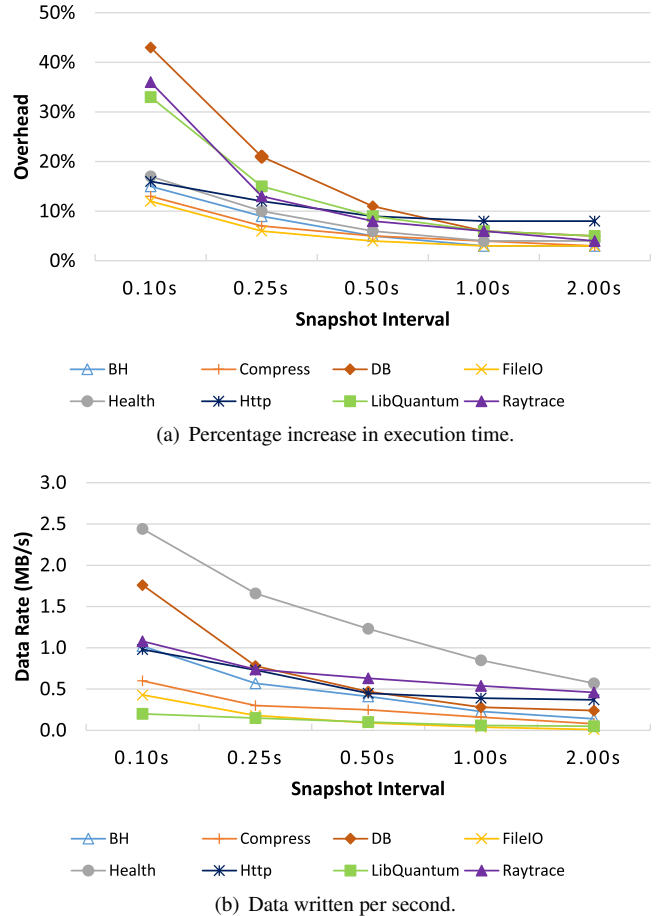 50%
40%
30%
20%
10%
0%
Overhead
0.10s 0.25s 0.50s 1.00s 2.00s
Snapshot Interval
BH Compress DB FileIO
Health Http LibQuantum Raytrace
(a) Percentage increase in execution time.
3.0
2.5
2.0
1.5
1.0
0.5
0.0
Data Rate (MB/s)
0.10s 0.25s 0.50s 1.00s 2.00s
Snapshot Interval
BH Compress DB FileIO
Health Http LibQuantum Raytrace
(b) Data written per second.